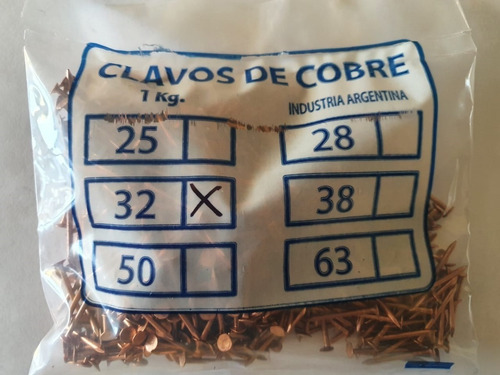 CLAVOS DE COBRE
1 Kg.
INDUSTRIA ARGENTINA
25
28
32 X
38
50
63